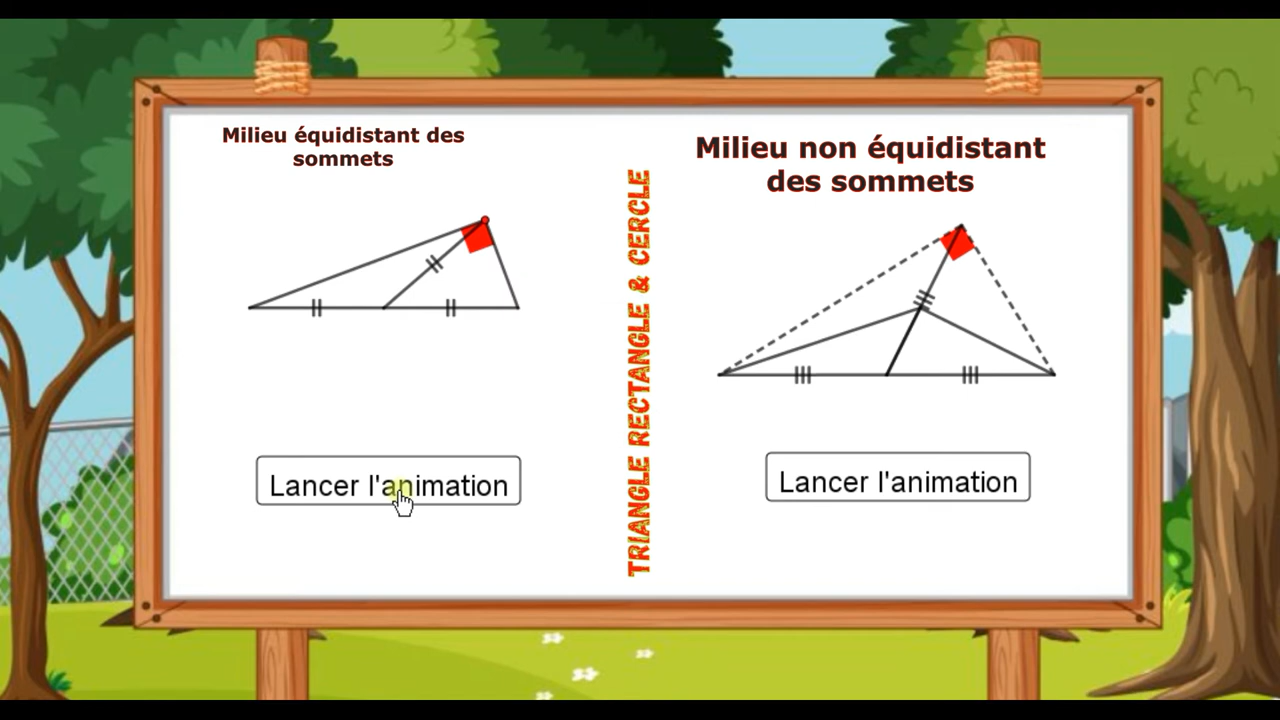 Milieu équidistant des
sommets
Lancer l'animation
TRIANGLE RECTANGLE & CERCLE
Milieu non équidistant
des sommets
Lancer l'animation